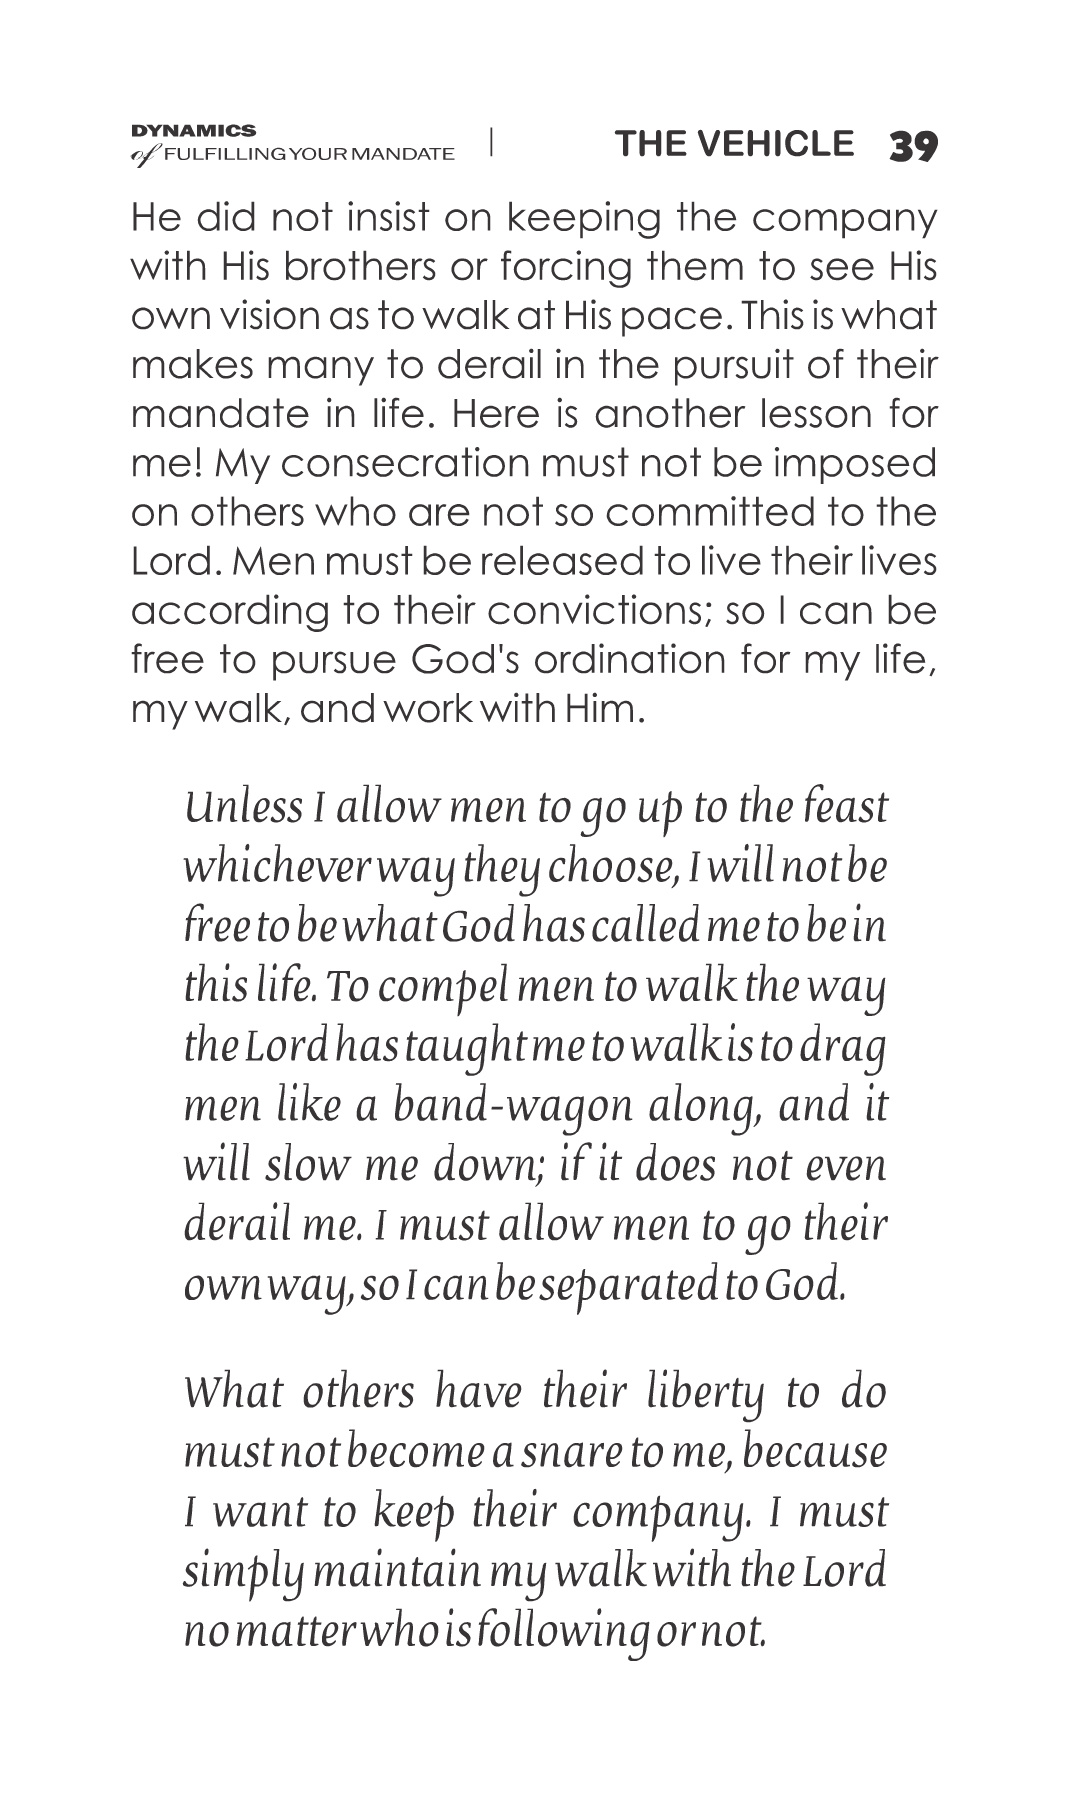 DYNAMICS
of FULFILLING YOUR MANDATE
THE VEHICLE 39
He did not insist on keeping the company
with His brothers or forcing them to see His
own vision as to walk at His pace. This is what
makes many to derail in the pursuit of their
mandate in life. Here is another lesson for
me! My consecration must not be imposed
on others who are not so committed to the
Lord. Men must be released to live their lives
according to their convictions; so I can be
free to pursue God's ordination for my life,
my walk, and work with Him.
Unless I allow men to go up to the feast
whichever way they choose, I will not be
free to be what God has called me to be in
this life. To compel men to walk the way
the Lord has taught me to walk is to drag
men like a band-wagon along, and it
will slow me down; if it does not even
derail me. I must allow men to go their
own way, so I can be separated to God.
What others have their liberty to do
must not become a snare to me, because
I want to keep their company. I must
simply maintain my walk with the Lord
no matter who is following or not.